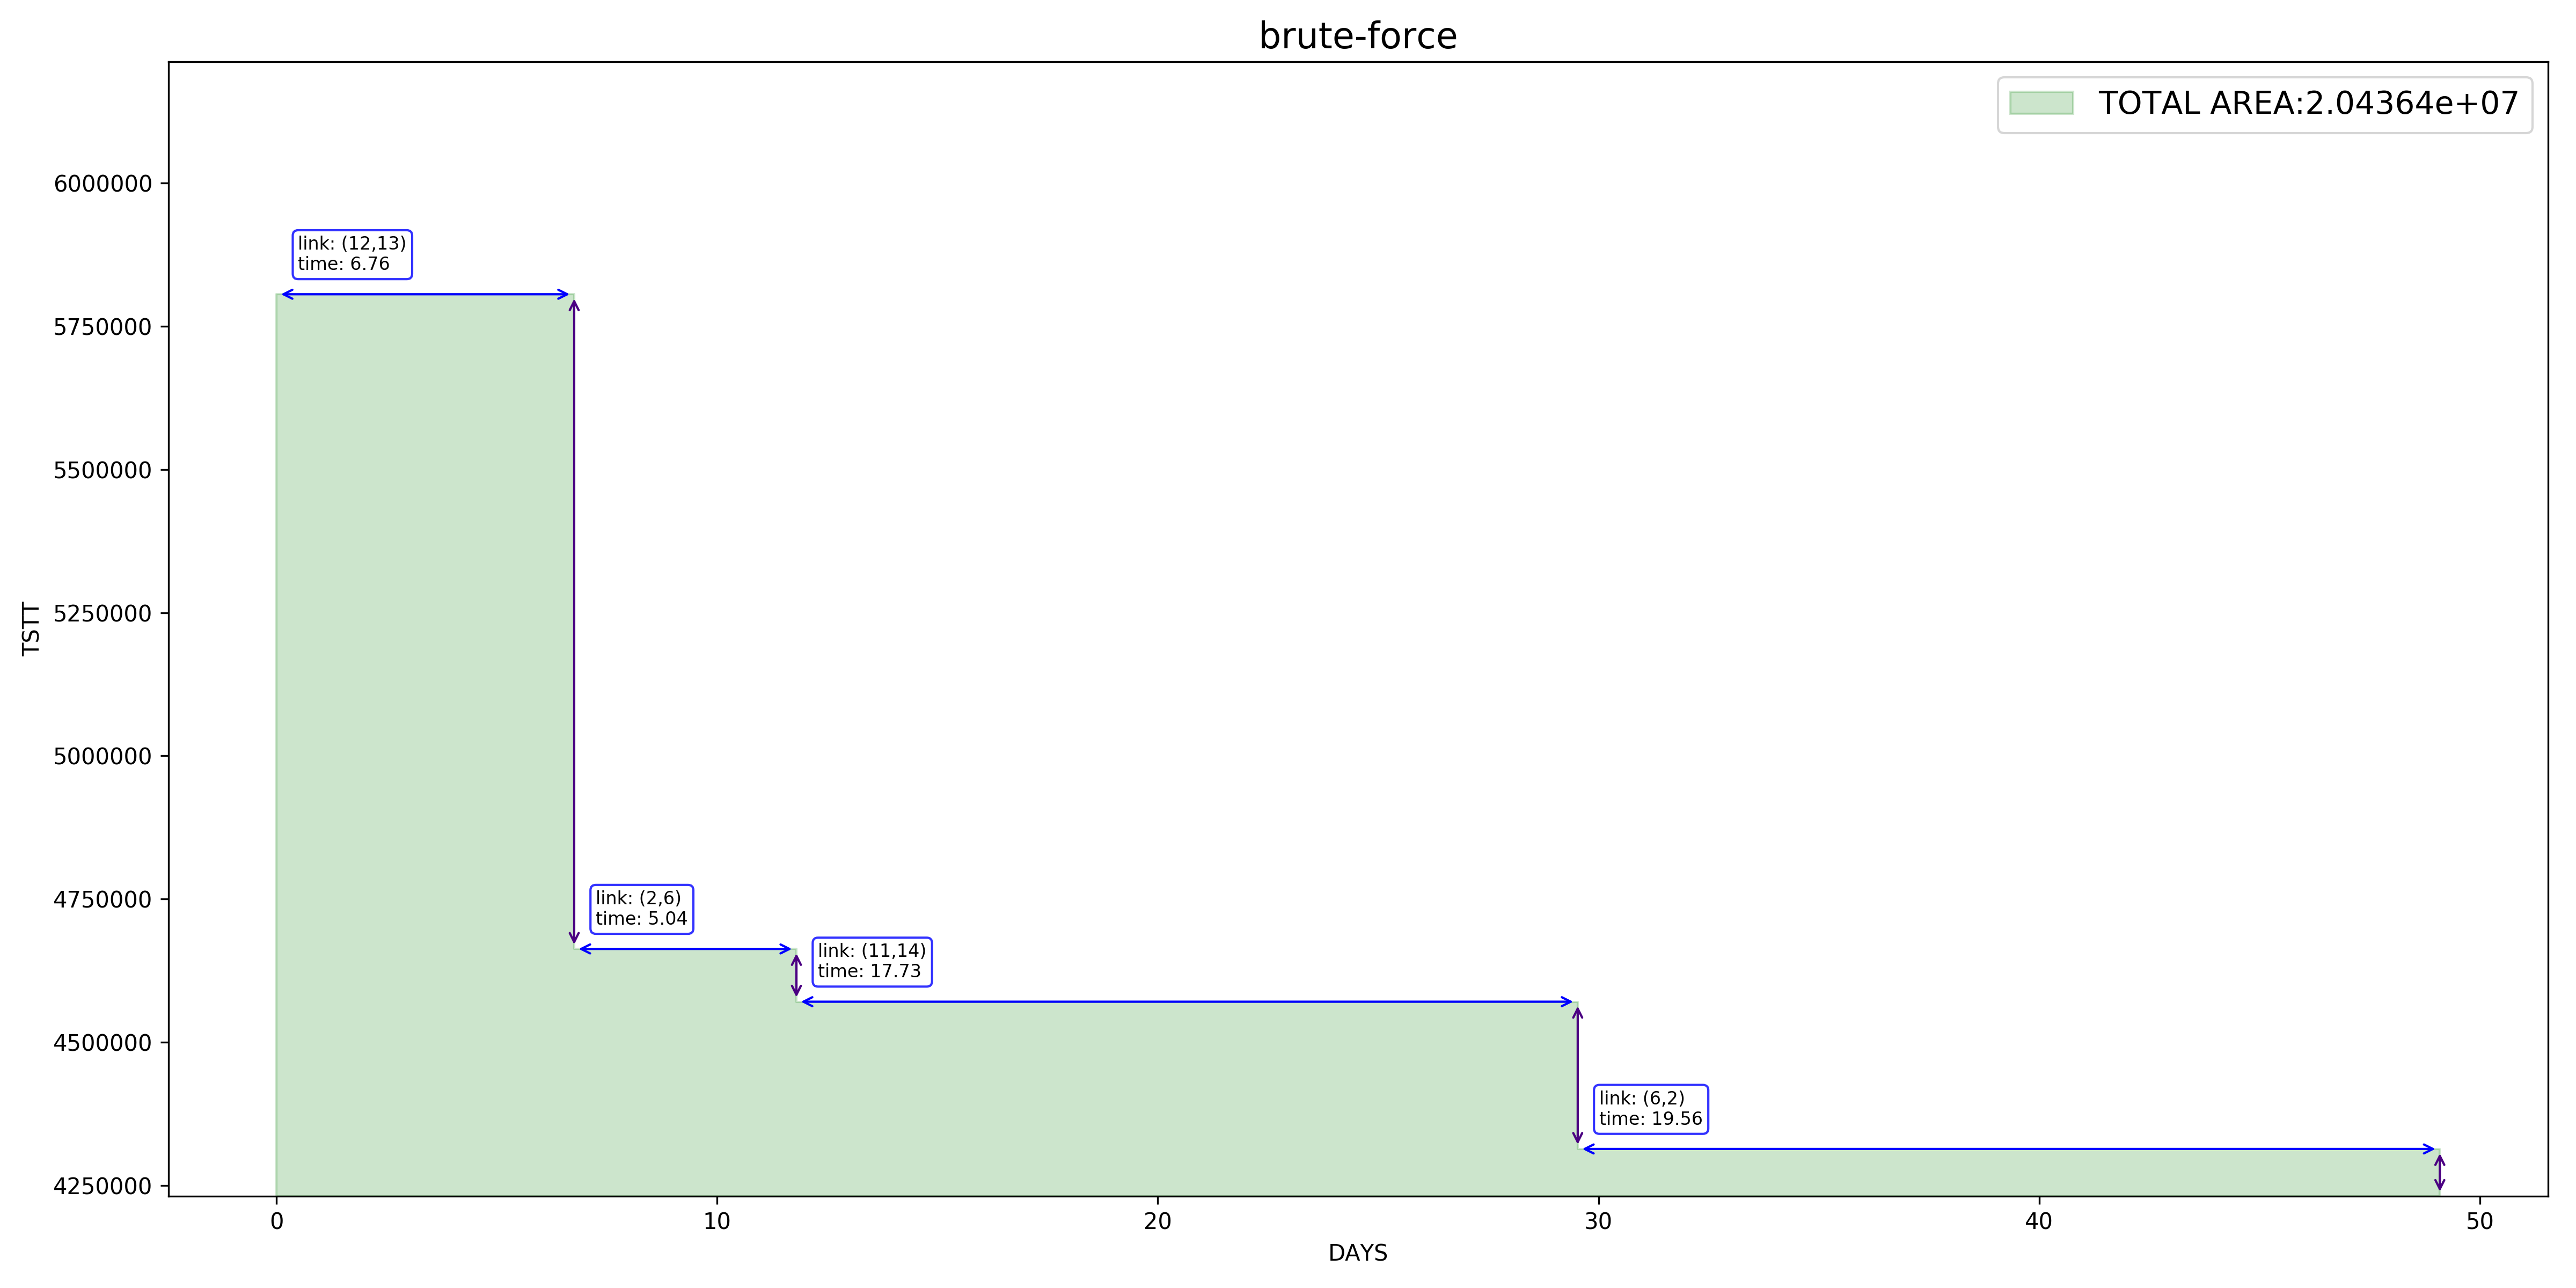 brute-force
TOTAL AREA:2.04364e+07
6000000
5750000
5500000
5250000
5000000
4750000
4500000
4250000
TSTT
link: (12,13)
time: 6.76
link: (2,6)
time: 5.04
link: (11,14)
time: 17.73
link: (6,2)
time: 19.56
0 10 20 30 40 50
DAYS